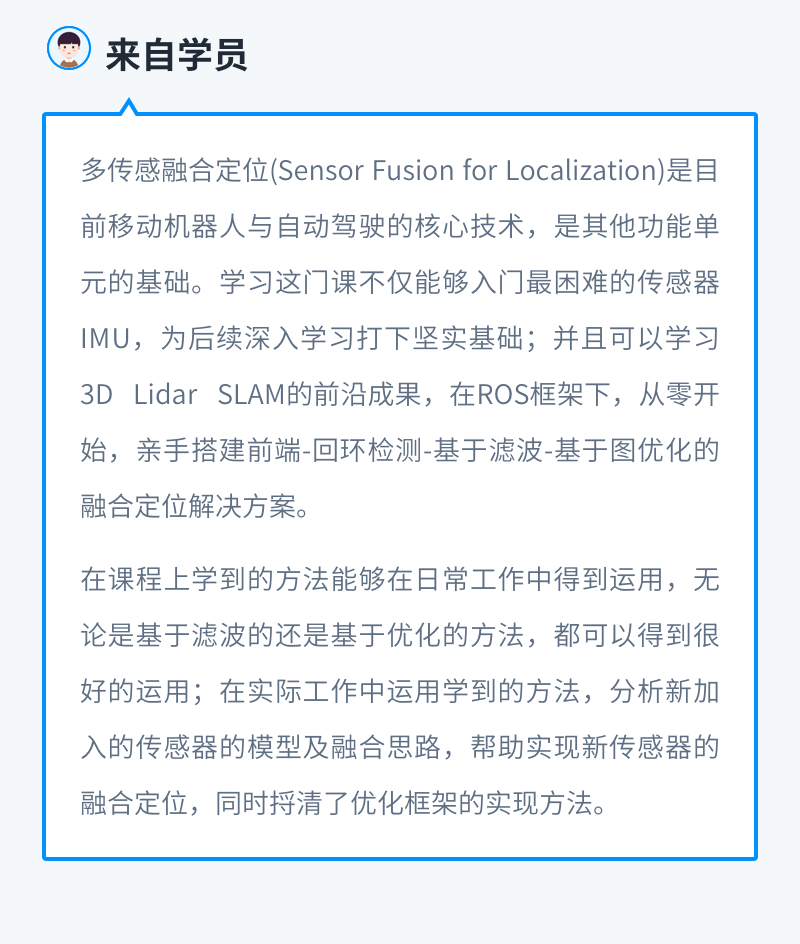 来自学员
多传感融合定位(Sensor Fusion for Localization)是目
前移动机器人与自动驾驶的核心技术，是其他功能单
元的基础。学习这门课不仅能够入门最困难的传感器
IMU，为后续深入学习打下坚实基础；并且可以学习
3D Lidar SLAM的前沿成果，在ROS框架下，从零开
始，亲手搭建前端-回环检测-基于滤波-基于图优化的
融合定位解决方案。
在课程上学到的方法能够在日常工作中得到运用，无
论是基于滤波的还是基于优化的方法，都可以得到很
好的运用；在实际工作中运用学到的方法，分析新加
入的传感器的模型及融合思路，帮助实现新传感器的
融合定位，同时捋清了优化框架的实现方法。